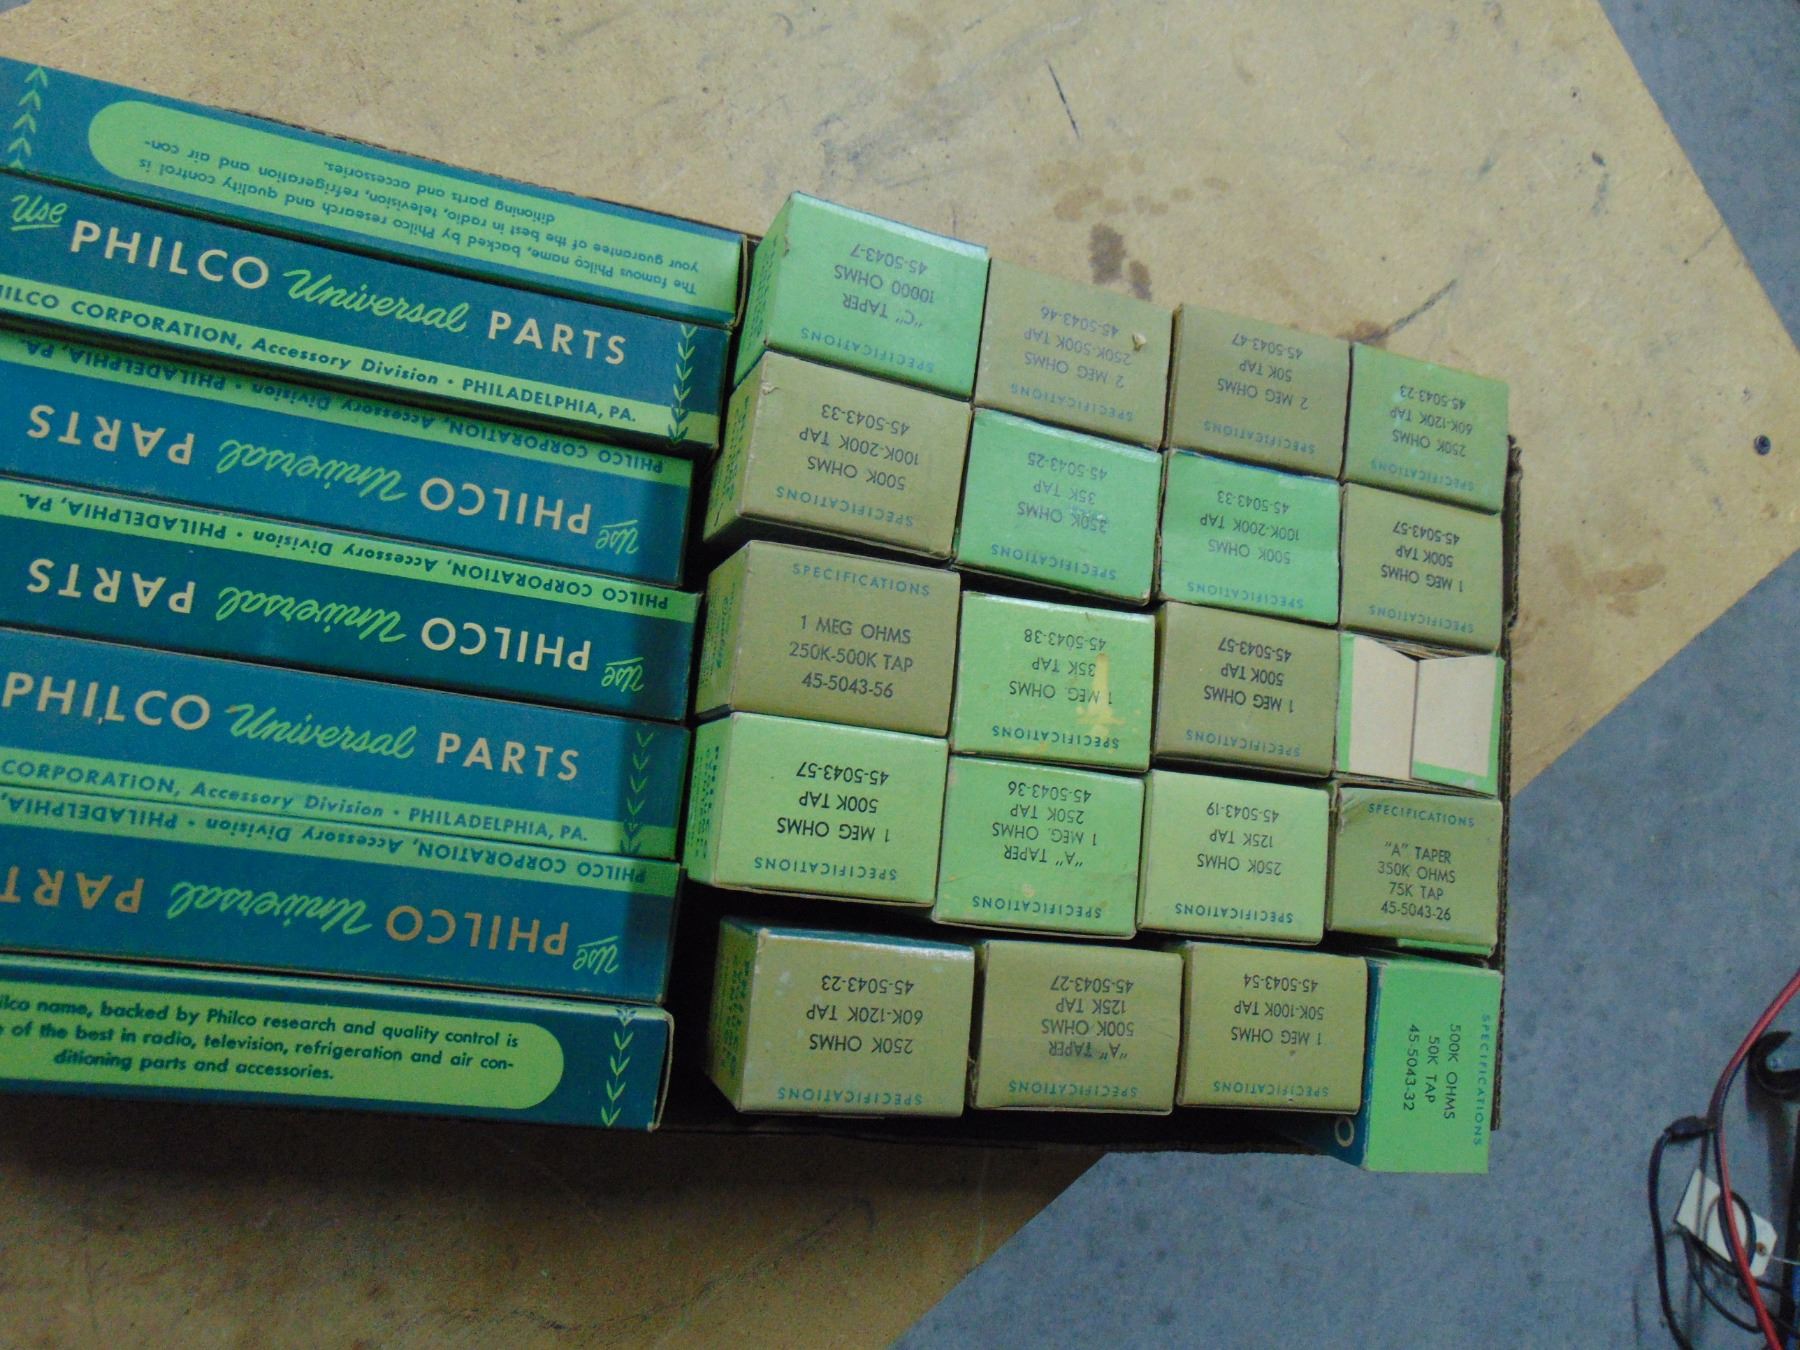 The famous Philco name, backed by Philco research and quality control is
your guarantee of the best in radio, television, refrigeration and air con-
ditioning parts and accessories.
Use PHILCO Universal PARTS
HILCO CORPORATION, Accessory Division • PHILADELPHIA, PA.
PHILCO CORPORATION, Accessory Division • PHILADELPHIA, PA.
Use PHILCO Universal PARTS
PHILCO CORPORATION, Accessory Division • PHILADELPHIA, PA.
Use PHILCO Universal PARTS
PHILCO Universal PARTS
CORPORATION, Accessory Division • PHILADELPHIA, PA.
PHILCO CORPORATION, Accessory Division • PHILADELPHIA,
Use PHILCO Universal PART
ilco name, backed by Philco research and quality control is
of the best in radio, television, refrigeration and air con-
ditioning parts and accessories.
SPECIFICATIONS
"C" TAPER
10000 OHMS
45-5043-7
SPECIFICATIONS
2 MEG OHMS
250K-500K TAP
45-5043-46
SPECIFICATIONS
2 MEG OHMS
50K TAP
45-5043-47
SPECIFICATIONS
250K OHMS
60K-120K TAP
45-5043-23
SPECIFICATIONS
500K OHMS
100K-200K TAP
45-5043-33
SPECIFICATIONS
350K OHMS
35K TAP
45-5043-25
SPECIFICATIONS
500K OHMS
100K-200K TAP
45-5043-33
SPECIFICATIONS
1 MEG OHMS
500K TAP
45-5043-57
SPECIFICATIONS
1 MEG OHMS
250K-500K TAP
45-5043-56
SPECIFICATIONS
1 MEG. OHMS
35K TAP
45-5043-38
SPECIFICATIONS
1 MEG OHMS
500K TAP
45-5043-57
SPECIFICATIONS
1 MEG OHMS
500K TAP
45-5043-57
SPECIFICATIONS
"A" TAPER
1 MEG. OHMS
250K TAP
45-5043-36
SPECIFICATIONS
250K OHMS
125K TAP
45-5043-19
SPECIFICATIONS
"A" TAPER
350K OHMS
75K TAP
45-5043-26
SPECIFICATIONS
250K OHMS
60K-120K TAP
45-5043-23
SPECIFICATIONS
"A" TAPER
500K OHMS
125K TAP
45-5043-27
SPECIFICATIONS
1 MEG OHMS
50K-100K TAP
45-5043-54
SPECIFICATIONS
500K OHMS
50K TAP
45-5043-32